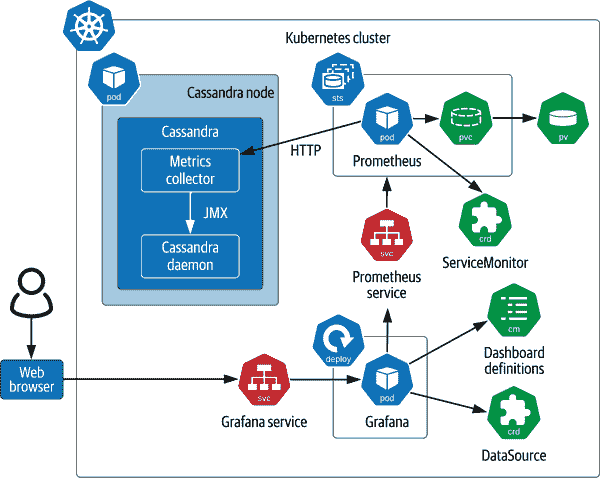 Kubernetes cluster
pod
Cassandra node
Cassandra
Metrics
collector
JMX
Cassandra
daemon
HTTP
sts
pod
Prometheus
pvc
pv
crd
ServiceMonitor
svc
Prometheus
service
Web
browser
svc
Grafana service
deploy
pod
Grafana
cm
Dashboard
definitions
crd
DataSource